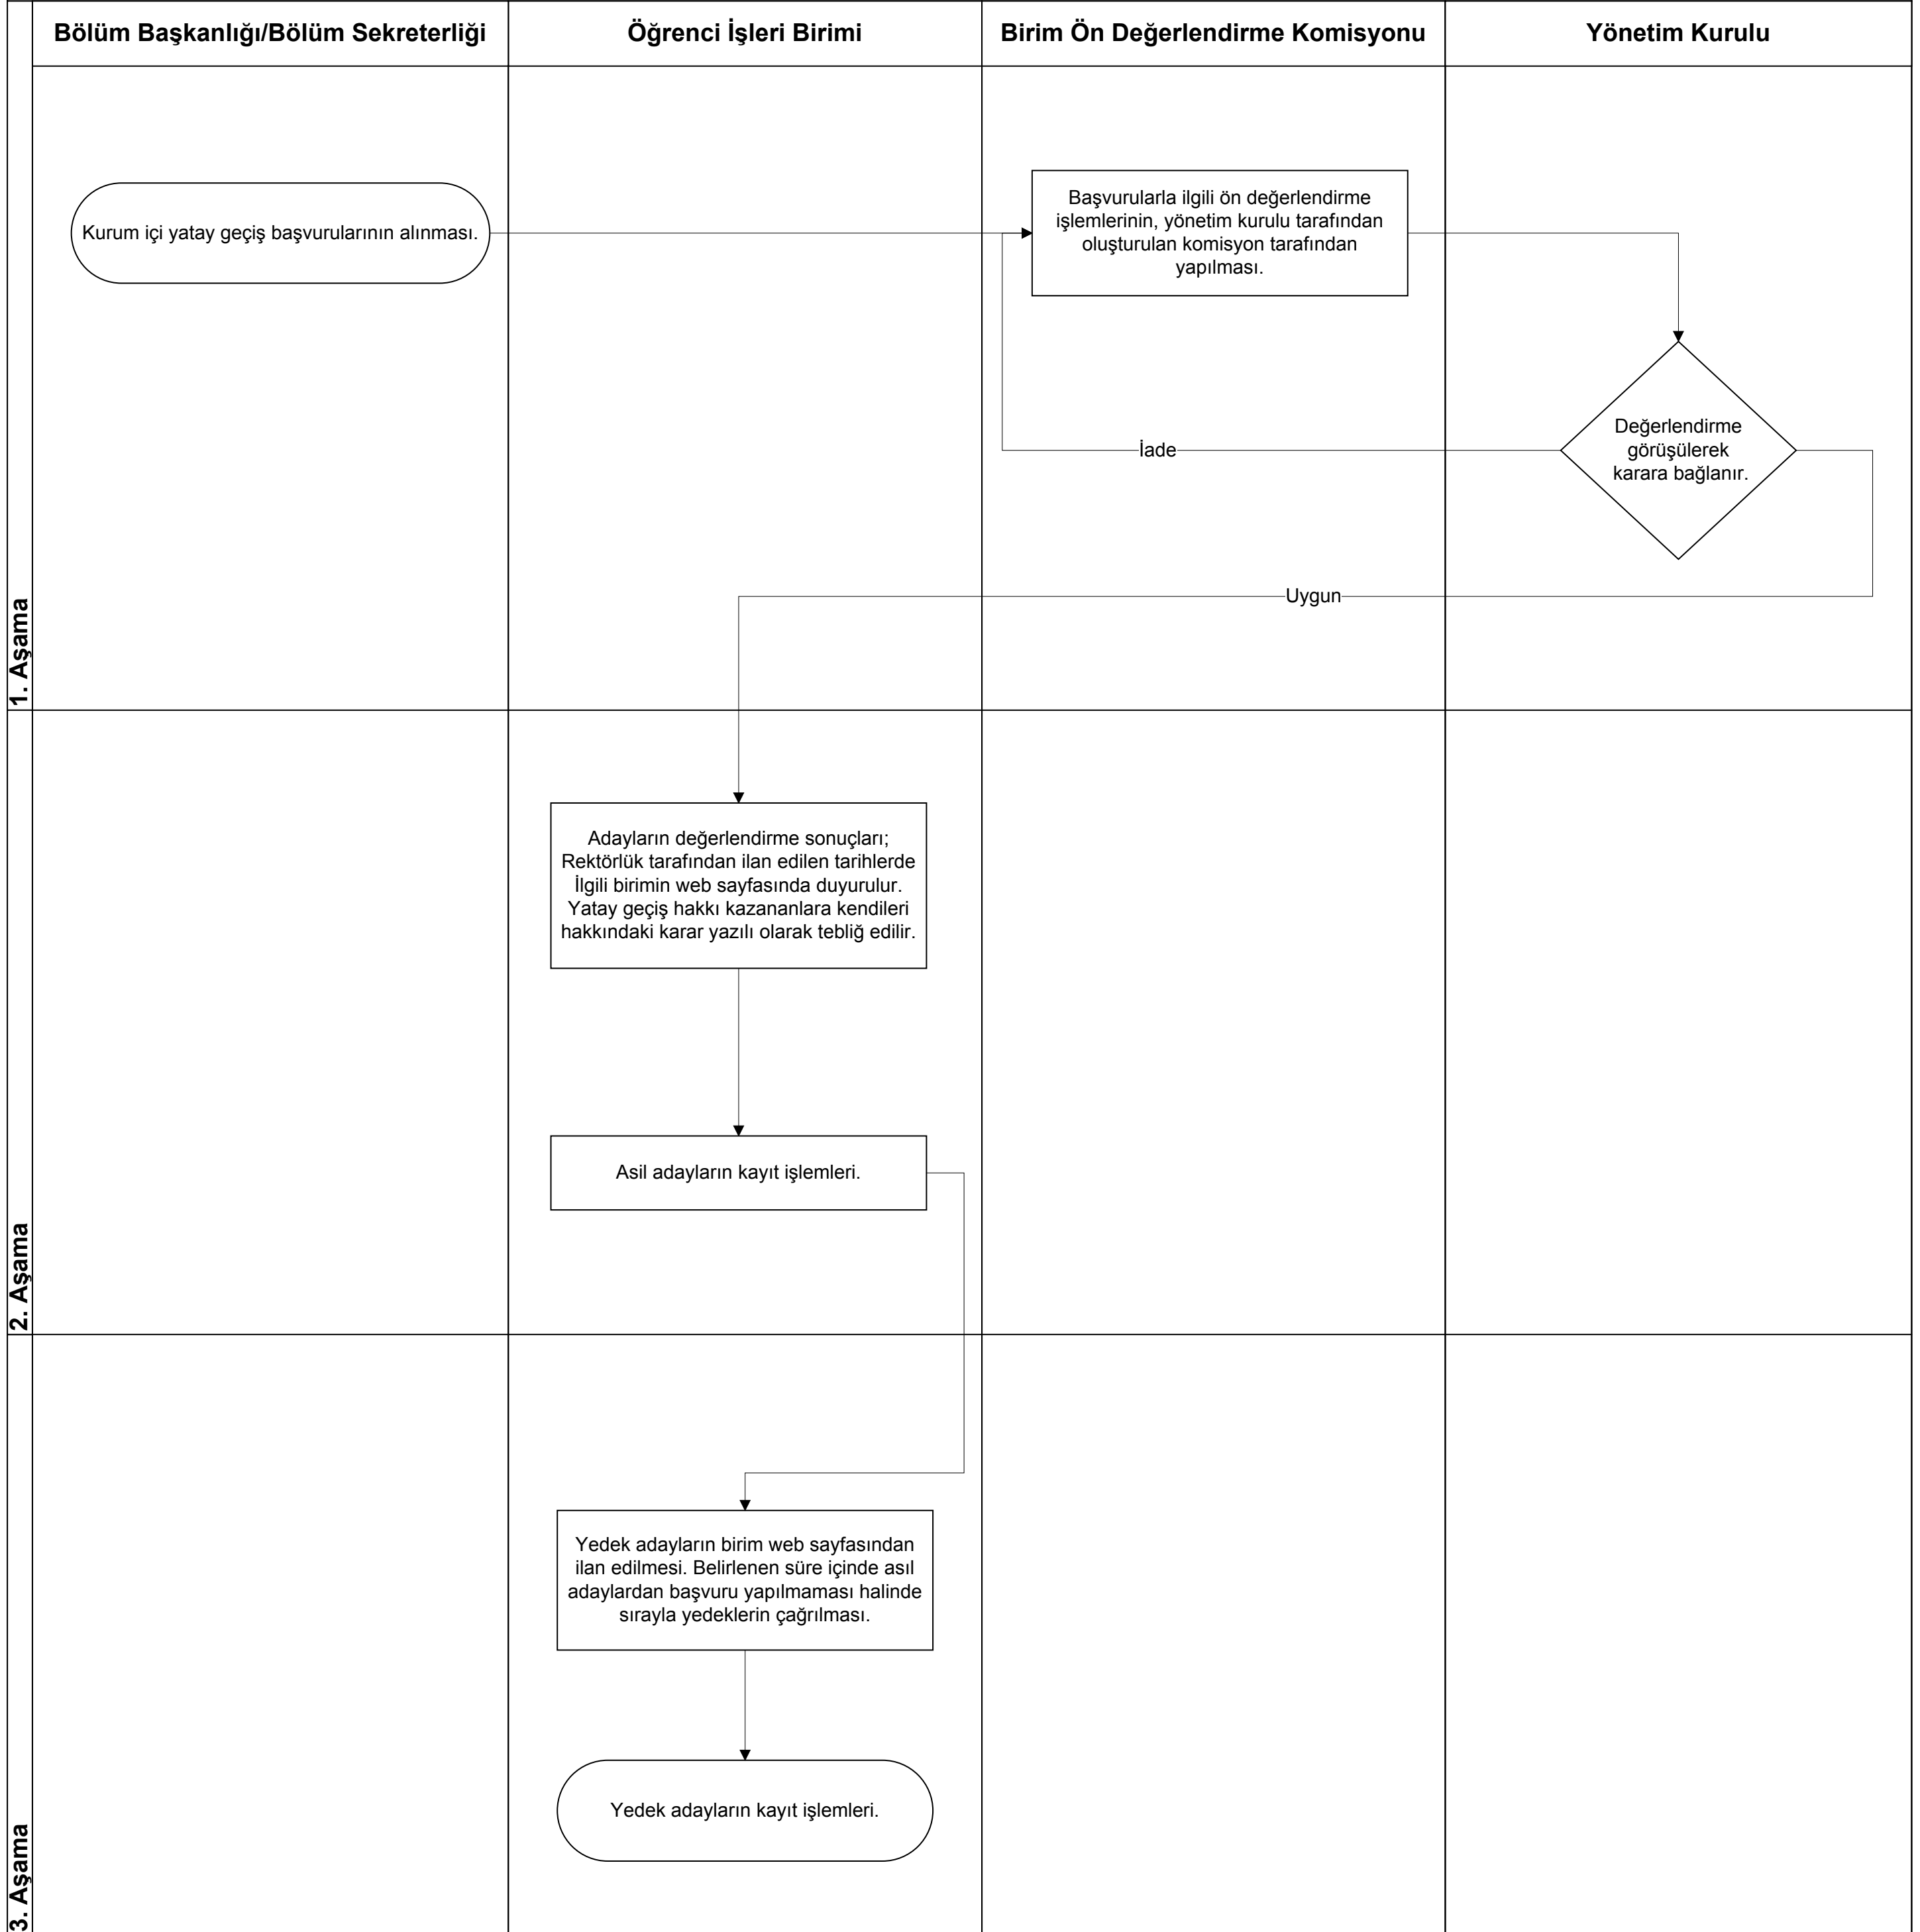 Bölüm Başkanlığı/Bölüm Sekreterliği
Öğrenci İşleri Birimi
Birim Ön Değerlendirme Komisyonu
Yönetim Kurulu
1. Aşama
Kurum içi yatay geçiş başvurularının alınması.
Başvurularla ilgili ön değerlendirme
işlemlerinin, yönetim kurulu tarafından
oluşturulan komisyon tarafından
yapılması.
Değerlendirme
görüşülerek
karara bağlanır.
İade
Uygun
2. Aşama
Adayların değerlendirme sonuçları;
Rektörlük tarafından ilan edilen tarihlerde
İlgili birimin web sayfasında duyurulur.
Yatay geçiş hakkı kazananlara kendileri
hakkındaki karar yazılı olarak tebliğ edilir.
Asil adayların kayıt işlemleri.
3. Aşama
Yedek adayların birim web sayfasından
ilan edilmesi. Belirlenen süre içinde asıl
adaylardan başvuru yapılmaması halinde
sırayla yedeklerin çağrılması.
Yedek adayların kayıt işlemleri.